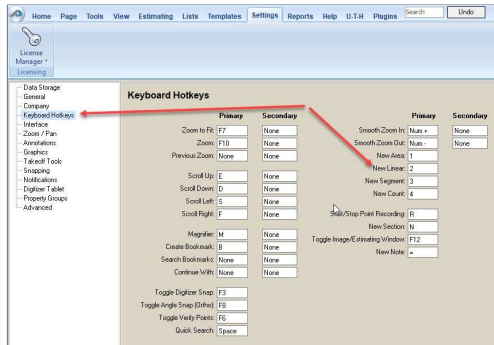 Home Page Tools View Estimating Lists Templates Settings Reports Help U-T-H Plugins Search Undo
License
Manager
Licensing
Data Storage
General
Company
Keyboard Hotkeys
Interface
Zoom / Pan
Annotations
Graphics
Takeoff Tools
Snapping
Notifications
Digitizer Tablet
Property Groups
Advanced
Keyboard Hotkeys
Primary Secondary
Zoom to Fit: F7 None
Zoom: F10 None
Previous Zoom: None None
Scroll Up: E None
Scroll Down: D None
Scroll Left: S None
Scroll Right: F None
Magnifier: M None
Create Bookmark: B None
Search Bookmarks: None None
Continue With: None None
Toggle Digitizer Snap: F3
Toggle Angle Snap (Ortho): F8
Toggle Verify Points: F6
Quick Search: Space
Primary Secondary
Smooth Zoom In: Num + None
Smooth Zoom Out: Num - None
New Area: 1
New Linear: 2
New Segment: 3
New Count: 4
Start/Stop Point Recording: R
New Section: N
Toggle Image/Estimating Window: F12
New Note: =